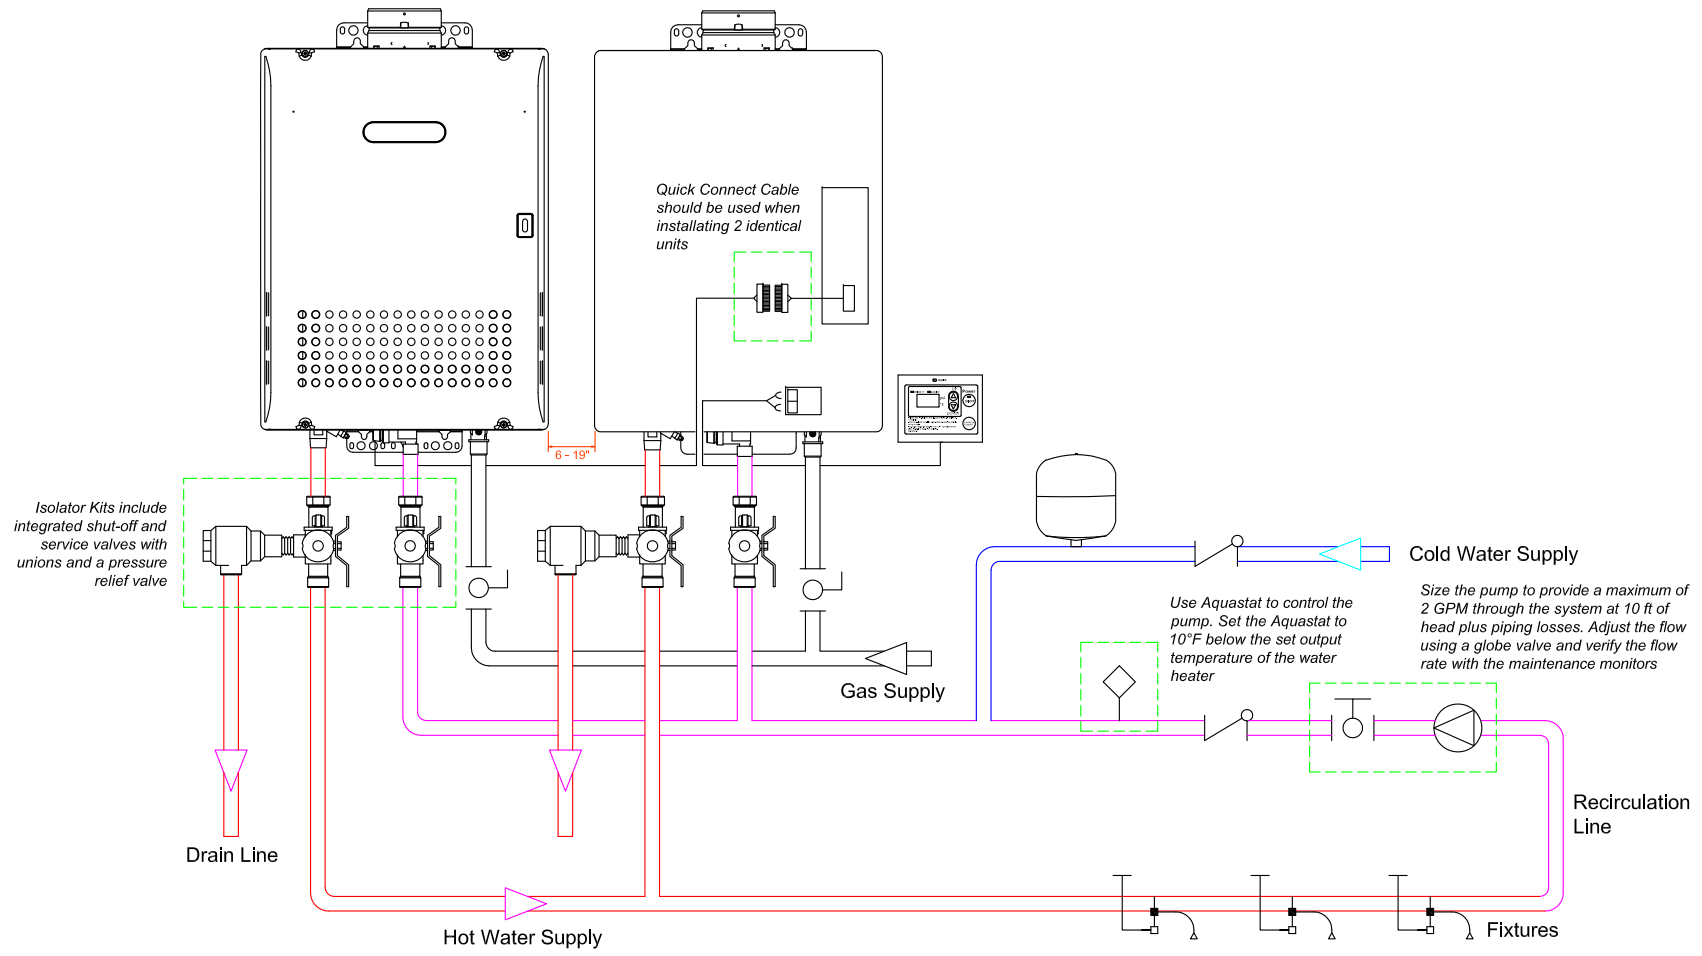 Quick Connect Cable
should be used when
installating 2 identical
units
6 - 19"
Isolator Kits include
integrated shut-off and
service valves with
unions and a pressure
relief valve
Cold Water Supply
Use Aquastat to control the
pump. Set the Aquastat to
10°F below the set output
temperature of the water
heater
Size the pump to provide a maximum of
2 GPM through the system at 10 ft of
head plus piping losses. Adjust the flow
using a globe valve and verify the flow
rate with the maintenance monitors
Gas Supply
Recirculation
Line
Drain Line
Hot Water Supply
Fixtures